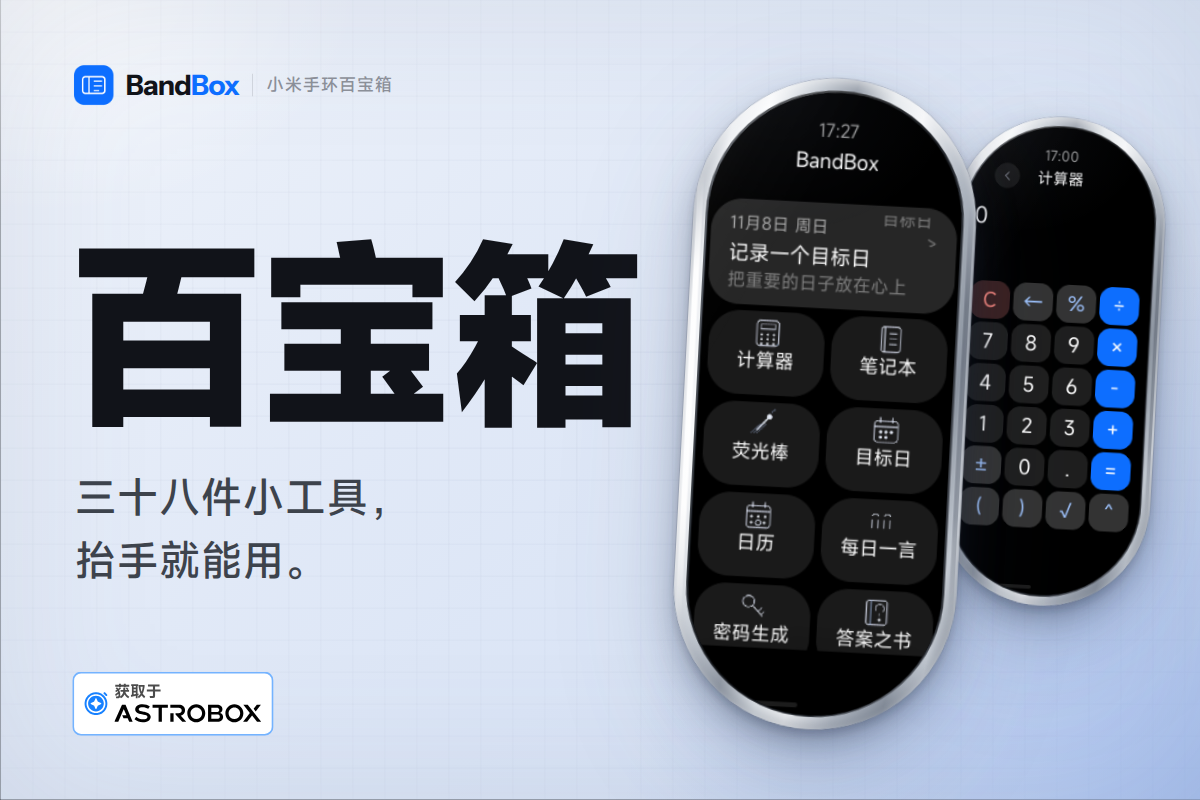 BandBox
小米手环百宝箱
百宝箱
三十八件小工具，
抬手就能用。
获取于
ASTROBOX
17:27
BandBox
11月8日 周日
目标日
>
记录一个目标日
把重要的日子放在心上
计算器
笔记本
荧光棒
目标日
日历
每日一言
密码生成
答案之书
17:00
计算器
0
C ← % ÷
7 8 9 ×
4 5 6 -
1 2 3 +
± 0 . =
( ) √ ^